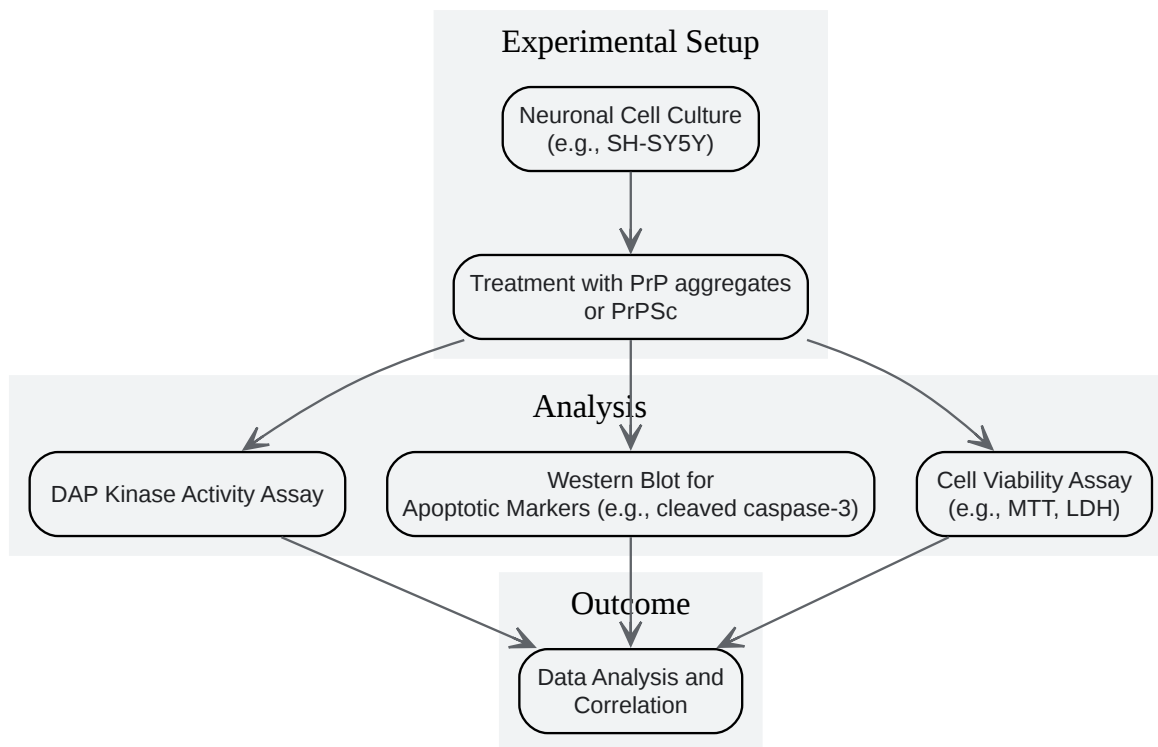 Experimental Setup
Neuronal Cell Culture
(e.g., SH-SY5Y)
Treatment with PrP aggregates
or PrPSc
Analysis
DAP Kinase Activity Assay
Western Blot for
Apoptotic Markers (e.g., cleaved caspase-3)
Cell Viability Assay
(e.g., MTT, LDH)
Outcome
Data Analysis and
Correlation